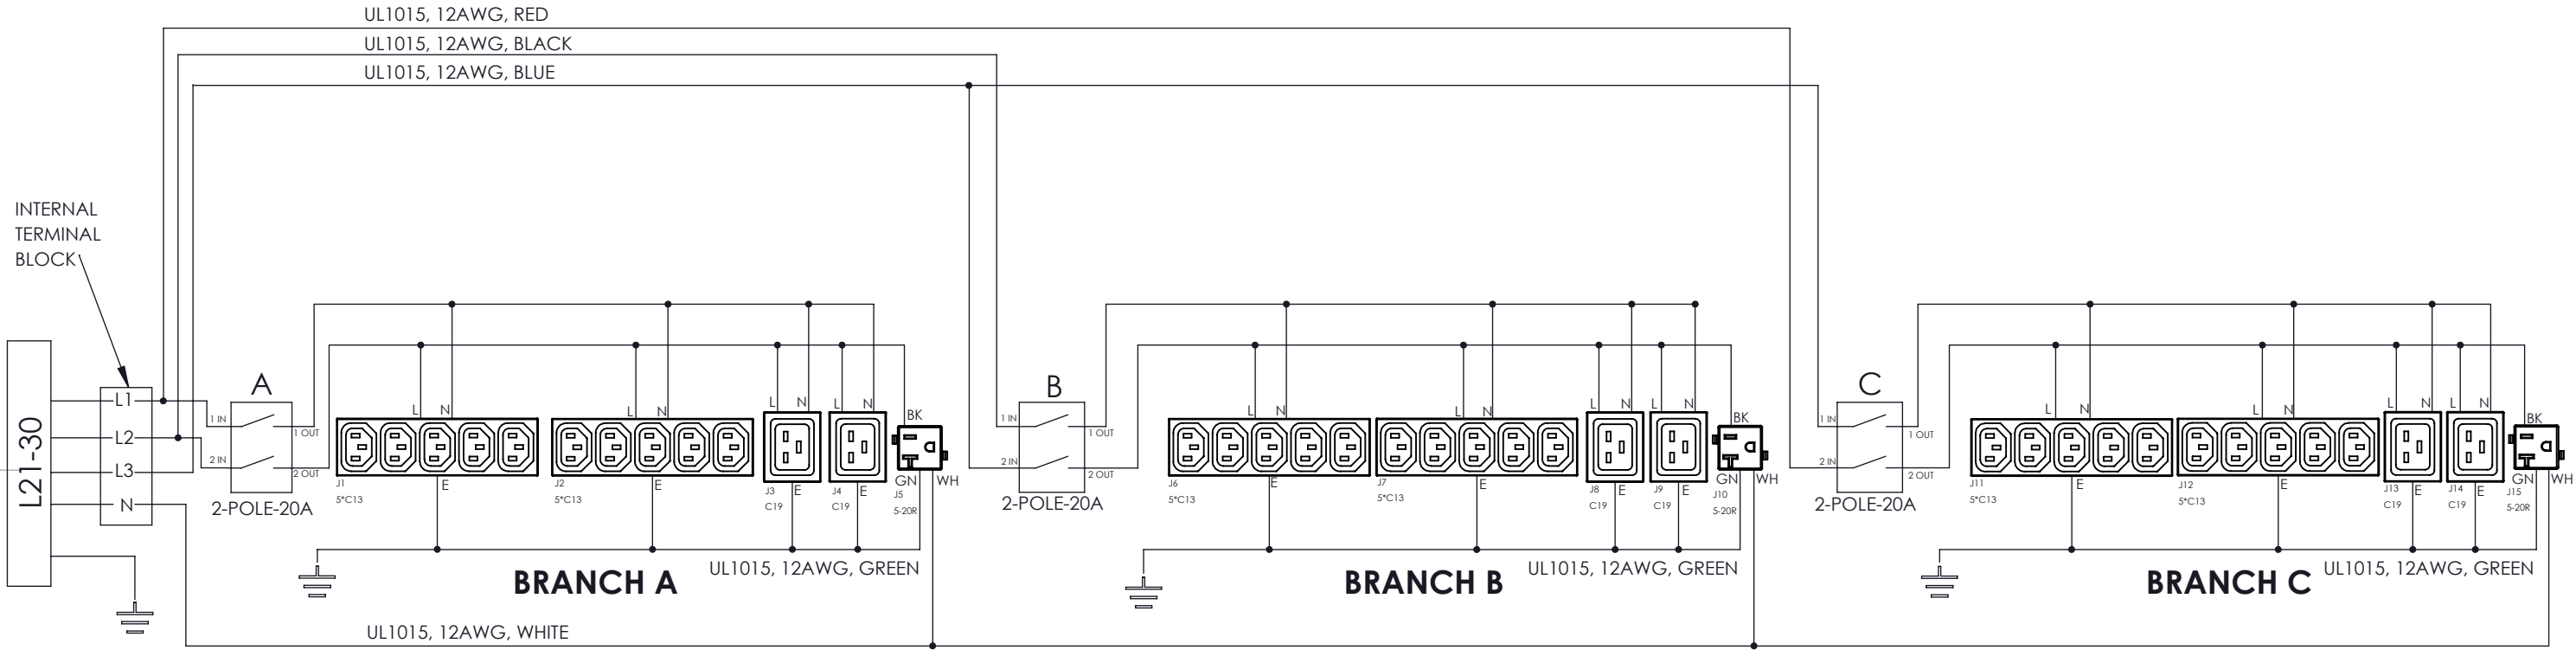 UL1015, 12AWG, RED
UL1015, 12AWG, BLACK
UL1015, 12AWG, BLUE
INTERNAL
TERMINAL
BLOCK
L21-30
L1
L2
L3
N
A
1 IN
1 OUT
2 IN
2 OUT
2-POLE-20A
L N
J1
5*C13
E
L N
J2
5*C13
E
L N
J3
C19
E
L N
J4
C19
E
BK
GN
WH
J5
5-20R
BRANCH A
UL1015, 12AWG, GREEN
B
1 IN
1 OUT
2 IN
2 OUT
2-POLE-20A
L N
J6
5*C13
E
L N
J7
5*C13
E
L N
J8
C19
E
L N
J9
C19
E
BK
GN
WH
J10
5-20R
BRANCH B
UL1015, 12AWG, GREEN
C
1 IN
1 OUT
2 IN
2 OUT
2-POLE-20A
L N
J11
5*C13
E
L N
J12
5*C13
E
L N
J13
C19
E
L N
J14
C19
E
BK
GN
WH
J15
5-20R
BRANCH C
UL1015, 12AWG, GREEN
UL1015, 12AWG, WHITE